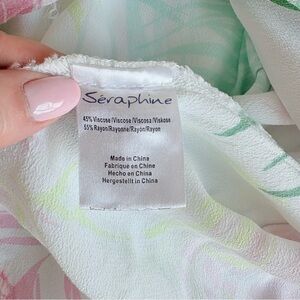 Séraphine
45% Viscose/Viscose/Viscosa/Viskose
55% Rayon/Rayonne/Rayón/Rayon
Made in China
Fabriqué en Chine
Hecho en China
Hergestellt in China